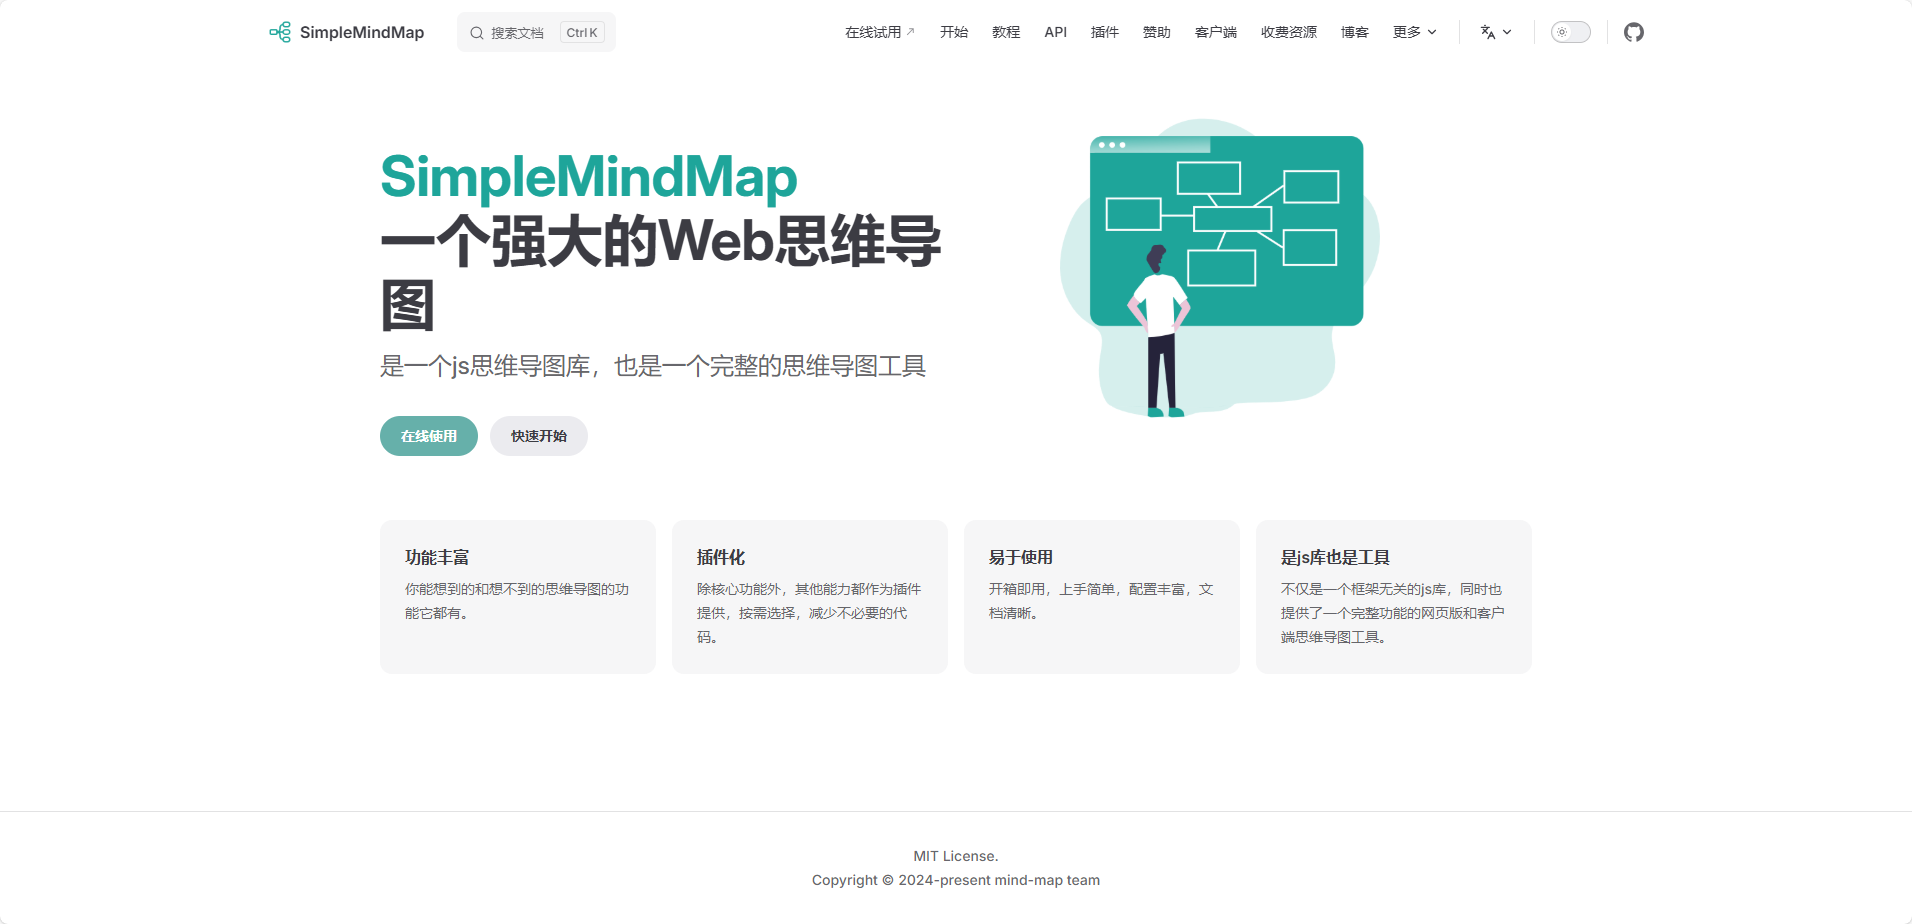 SimpleMindMap
搜索文档
Ctrl K
在线试用
开始
教程
API
插件
赞助
客户端
收费资源
博客
更多
SimpleMindMap
一个强大的Web思维导
图
是一个js思维导图库，也是一个完整的思维导图工具
在线使用
快速开始
功能丰富
你能想到的和想不到的思维导图的功
能它都有。
插件化
除核心功能外，其他能力都作为插件
提供，按需选择，减少不必要的代
码。
易于使用
开箱即用，上手简单，配置丰富，文
档清晰。
是js库也是工具
不仅是一个框架无关的js库，同时也
提供了一个完整功能的网页版和客户
端思维导图工具。
MIT License.
Copyright © 2024-present mind-map team